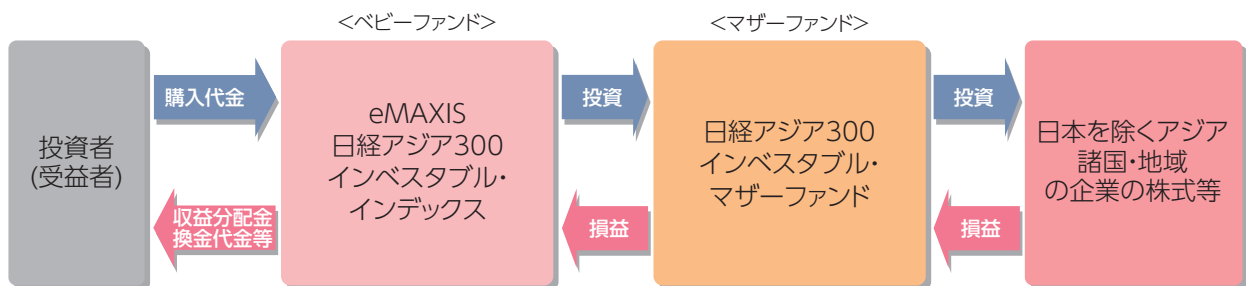 <ベビーファンド>
<マザーファンド>
投資者
(受益者)
購入代金
収益分配金
換金代金等
eMAXIS
日経アジア300
インベスタブル・
インデックス
投資
損益
日経アジア300
インベスタブル・
マザーファンド
投資
損益
日本を除くアジア
諸国・地域
の企業の株式等